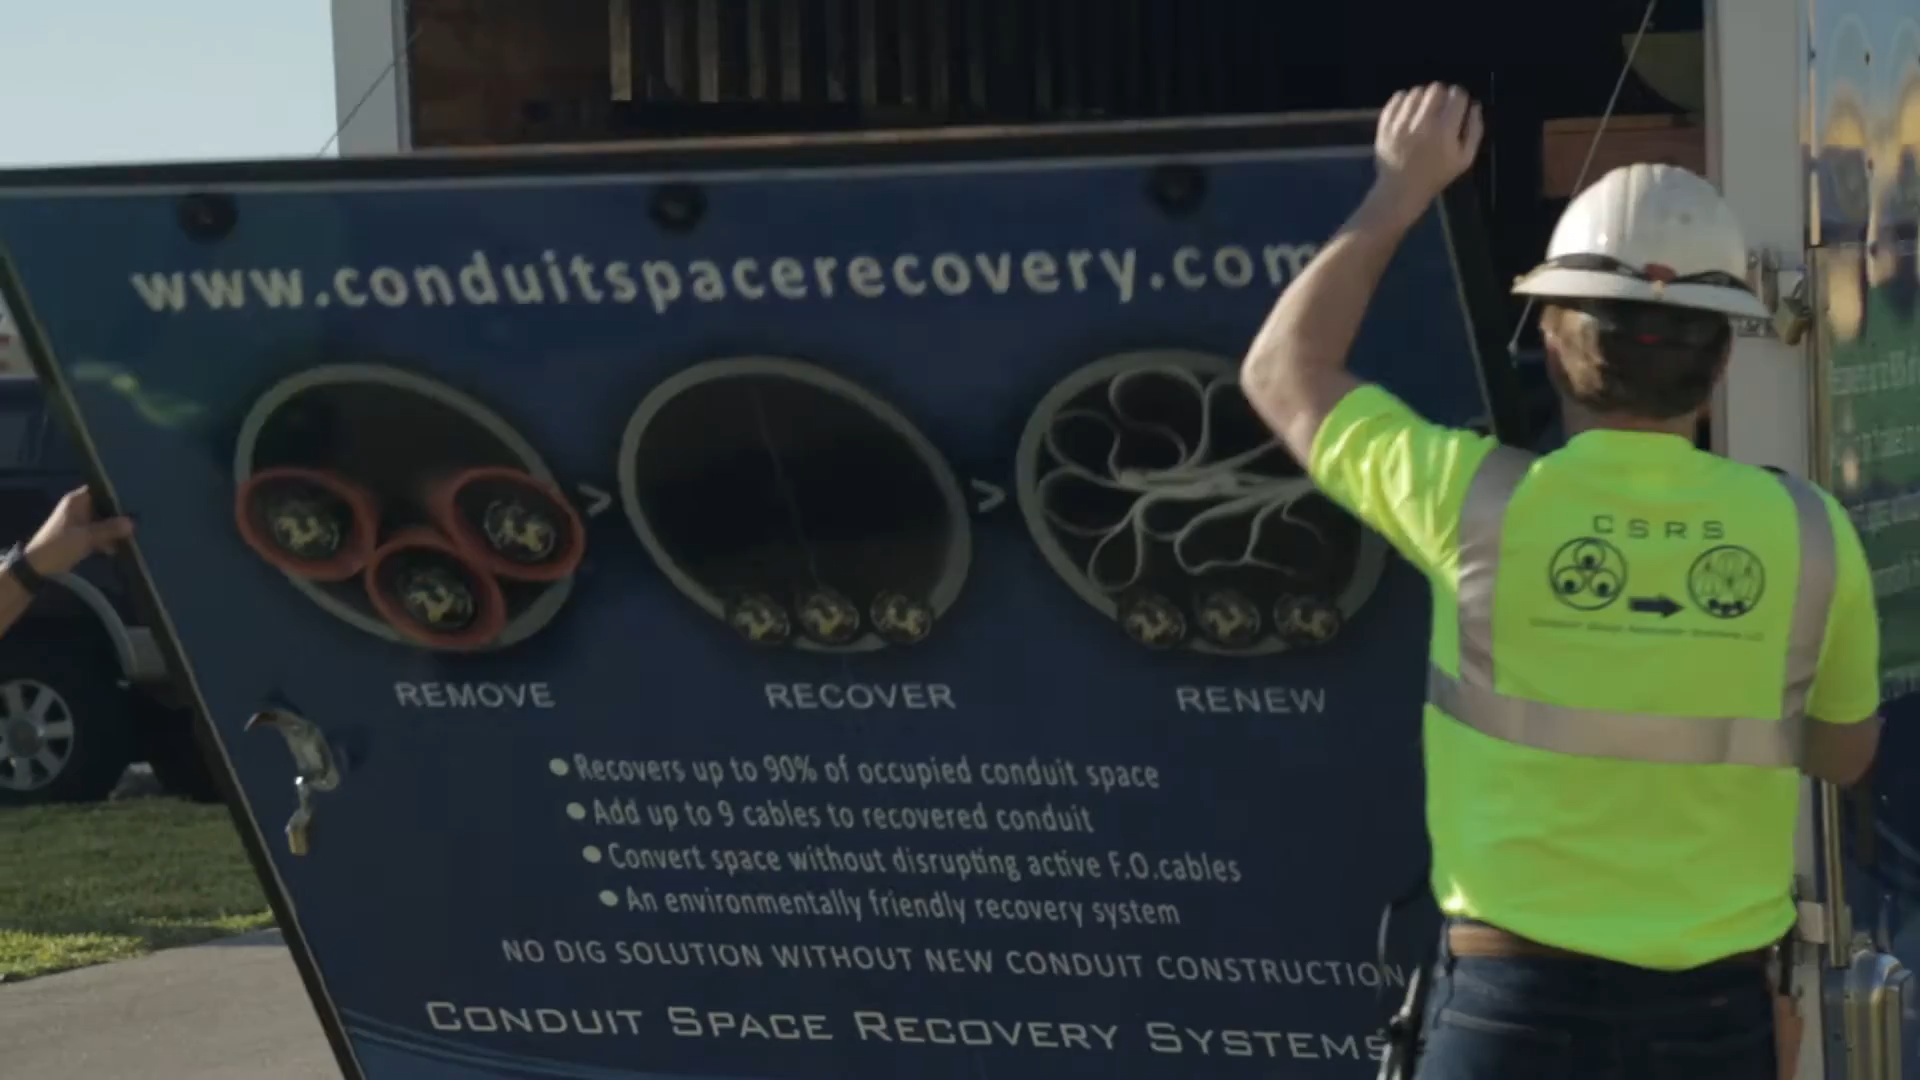 www.conduitspacerecovery.com
> >
REMOVE RECOVER RENEW
● Recovers up to 90% of occupied conduit space
● Add up to 9 cables to recovered conduit
● Convert space without disrupting active F.O.cables
● An environmentally friendly recovery system
NO DIG SOLUTION WITHOUT NEW CONDUIT CONSTRUCTION
CONDUIT SPACE RECOVERY SYSTEMS
CSRS